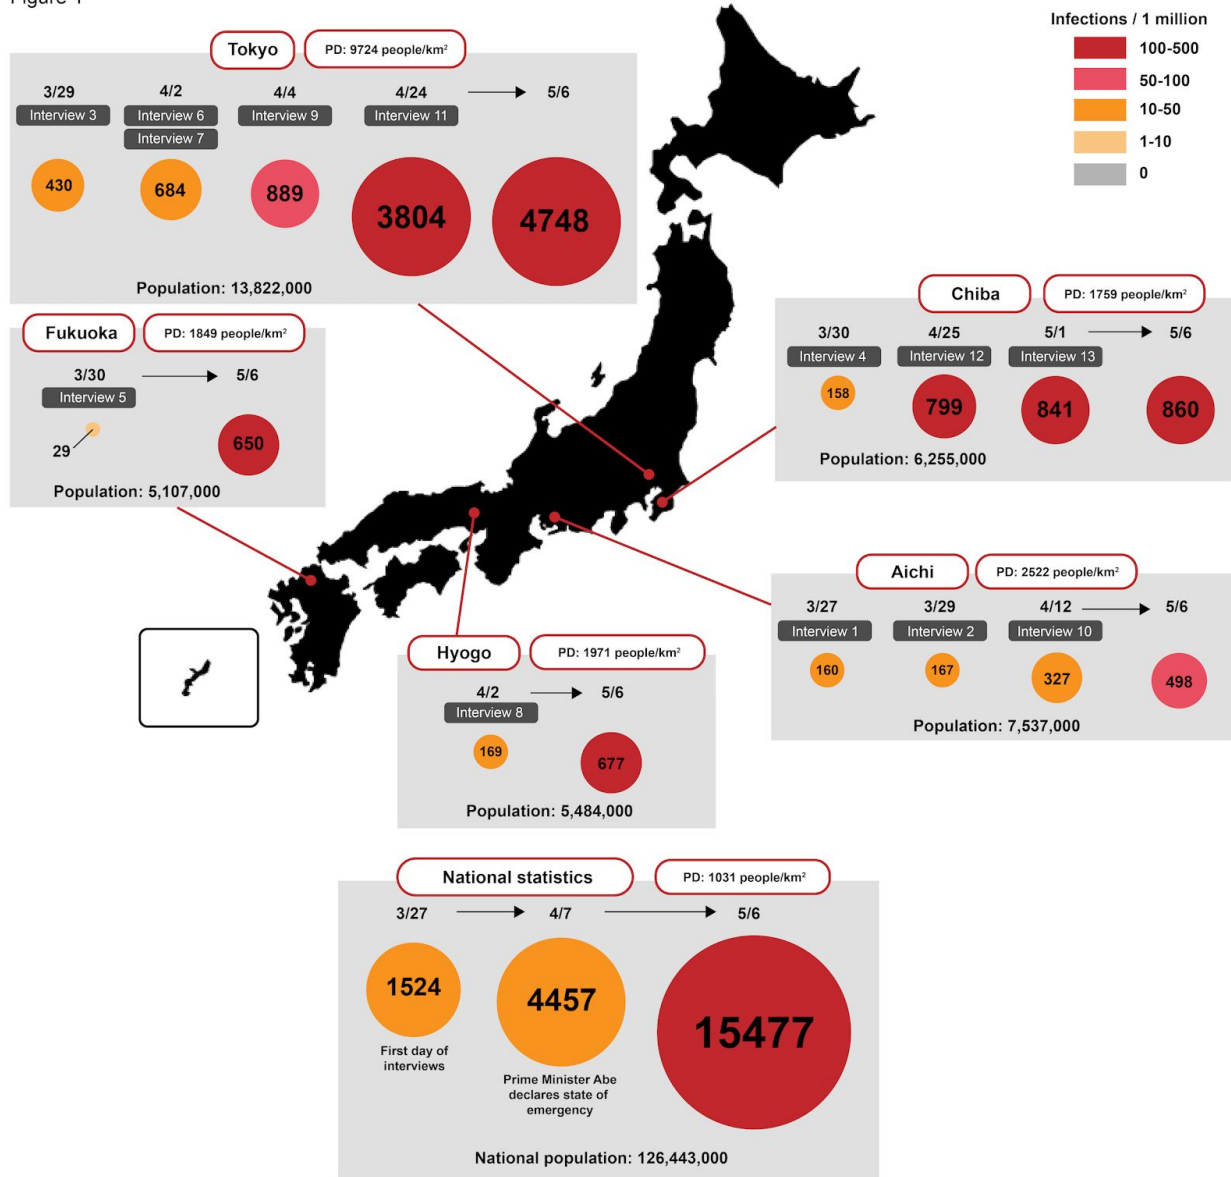 Infections / 1 million
100-500
50-100
10-50
1-10
0
Tokyo
PD: 9724 people/km²
3/29
4/2
4/4
4/24
5/6
Interview 3
Interview 6
Interview 9
Interview 11
Interview 7
430
684
889
3804
4748
Population: 13,822,000
Fukuoka
PD: 1849 people/km²
3/30
5/6
Interview 5
29
650
Population: 5,107,000
Chiba
PD: 1759 people/km²
3/30
4/25
5/1
5/6
Interview 4
Interview 12
Interview 13
158
799
841
860
Population: 6,255,000
Aichi
PD: 2522 people/km²
3/27
3/29
4/12
5/6
Interview 1
Interview 2
Interview 10
160
167
327
498
Population: 7,537,000
Hyogo
PD: 1971 people/km²
4/2
5/6
Interview 8
169
677
Population: 5,484,000
National statistics
PD: 1031 people/km²
3/27
4/7
5/6
1524
4457
15477
First day of
interviews
Prime Minister Abe
declares state of
emergency
National population: 126,443,000